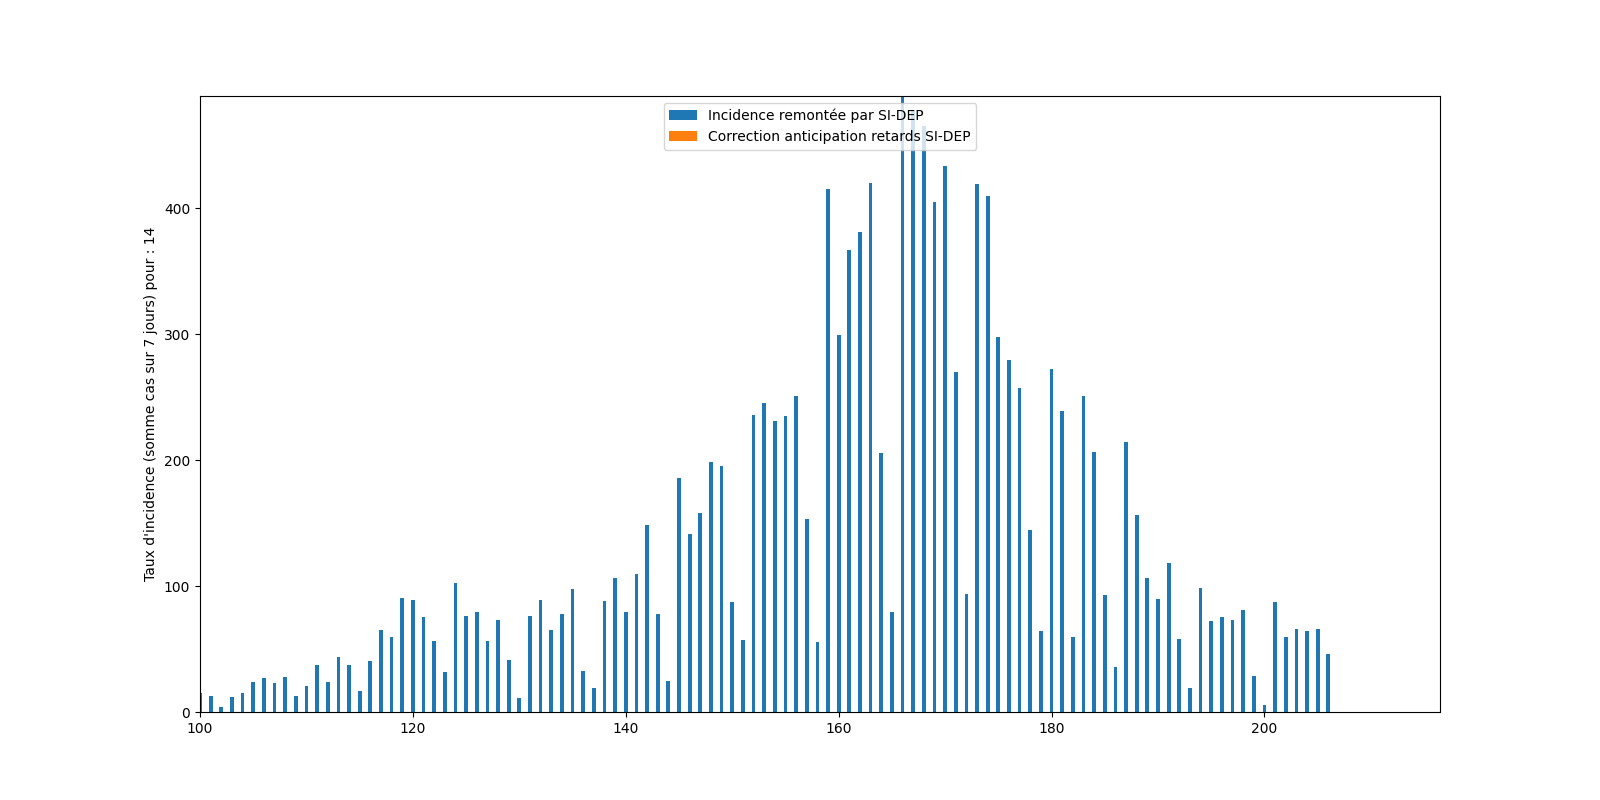 Incidence remontée par SI-DEP
Correction anticipation retards SI-DEP
Taux d'incidence (somme cas sur 7 jours) pour : 14
400
300
200
100
0
100 120 140 160 180 200